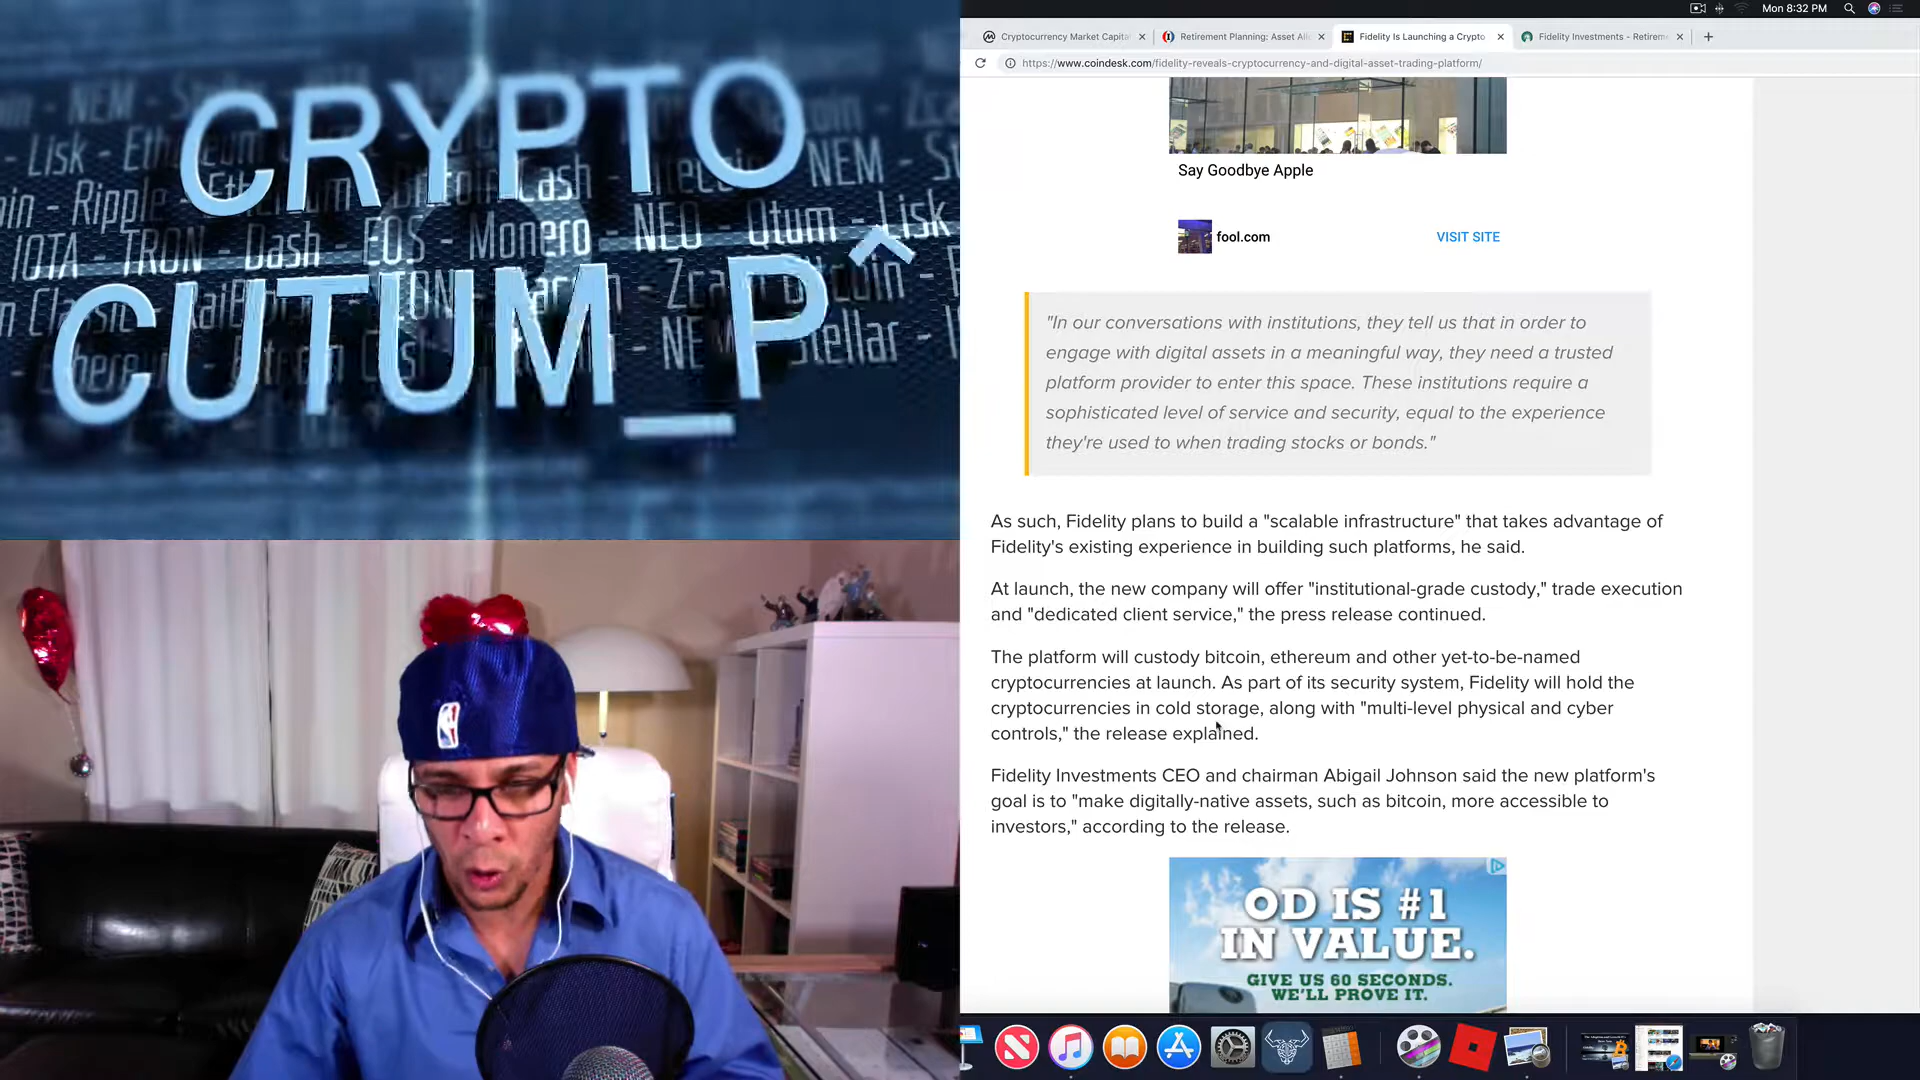 CRYPTO
CUTUM_P^
NEM
Lisk
Ripple
Cash
NEM
IOTA - TRON - Dash - EOS - Monero - NEO - Qtum - Lisk
Stellar
Mon 8:32 PM
Cryptocurrency Market Capita
Retirement Planning: Asset All
Fidelity Is Launching a Crypto
Fidelity Investments - Retirem
https://www.coindesk.com/fidelity-reveals-cryptocurrency-and-digital-asset-trading-platform/
Say Goodbye Apple
fool.com
VISIT SITE
"In our conversations with institutions, they tell us that in order to
engage with digital assets in a meaningful way, they need a trusted
platform provider to enter this space. These institutions require a
sophisticated level of service and security, equal to the experience
they're used to when trading stocks or bonds."
As such, Fidelity plans to build a "scalable infrastructure" that takes advantage of
Fidelity's existing experience in building such platforms, he said.
At launch, the new company will offer "institutional-grade custody," trade execution
and "dedicated client service," the press release continued.
The platform will custody bitcoin, ethereum and other yet-to-be-named
cryptocurrencies at launch. As part of its security system, Fidelity will hold the
cryptocurrencies in cold storage, along with "multi-level physical and cyber
controls," the release explained.
Fidelity Investments CEO and chairman Abigail Johnson said the new platform's
goal is to "make digitally-native assets, such as bitcoin, more accessible to
investors," according to the release.
OD IS #1
IN VALUE.
GIVE US 60 SECONDS.
WE'LL PROVE IT.